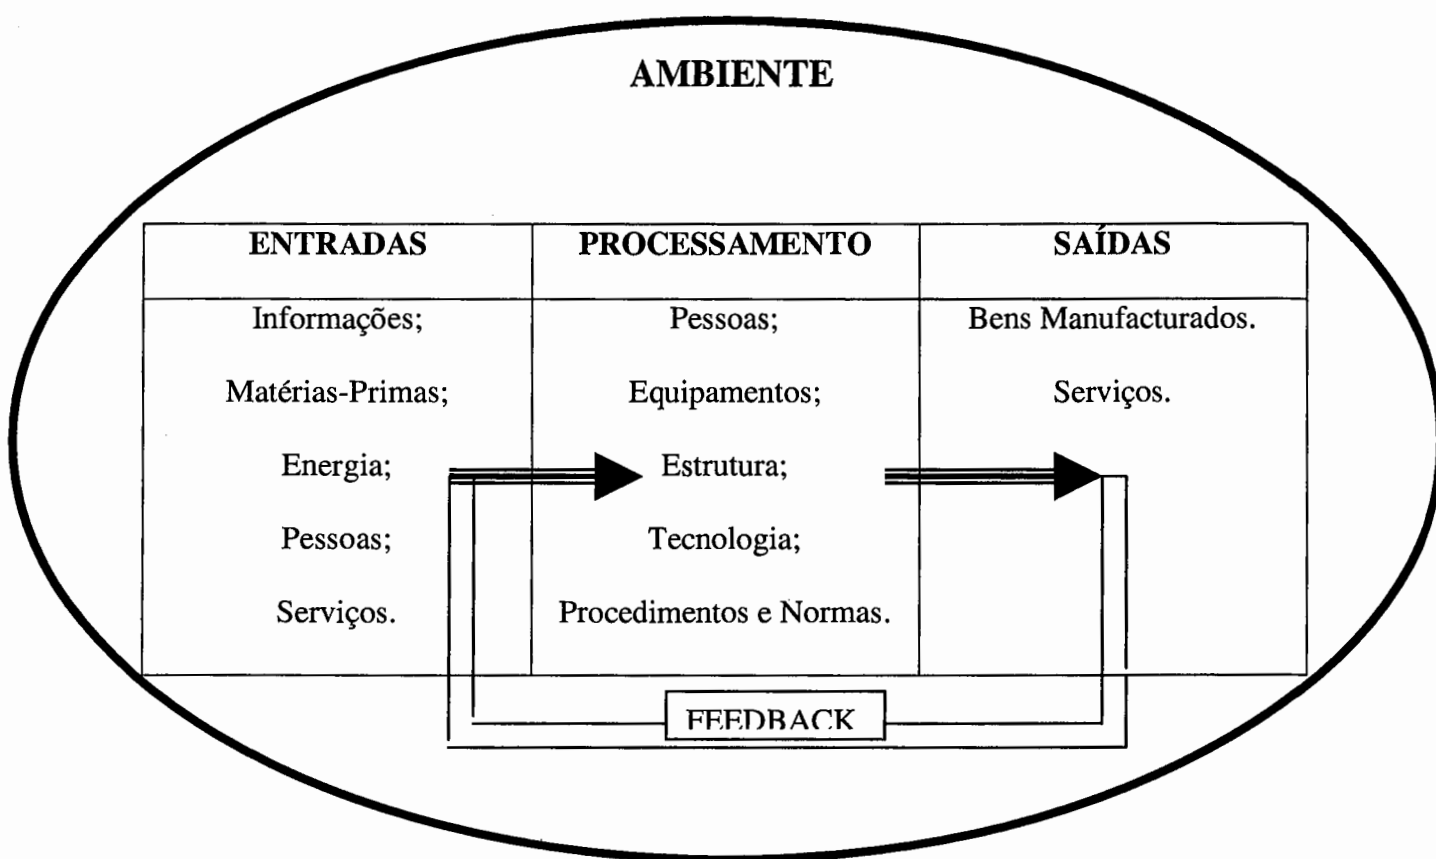 AMBIENTE
ENTRADAS
Informações;
Matérias-Primas;
Energia;
Pessoas;
Serviços.
PROCESSAMENTO
Pessoas;
Equipamentos;
Estrutura;
Tecnologia;
Procedimentos e Normas.
SAÍDAS
Bens Manufacturados.
Serviços.
FEEDBACK